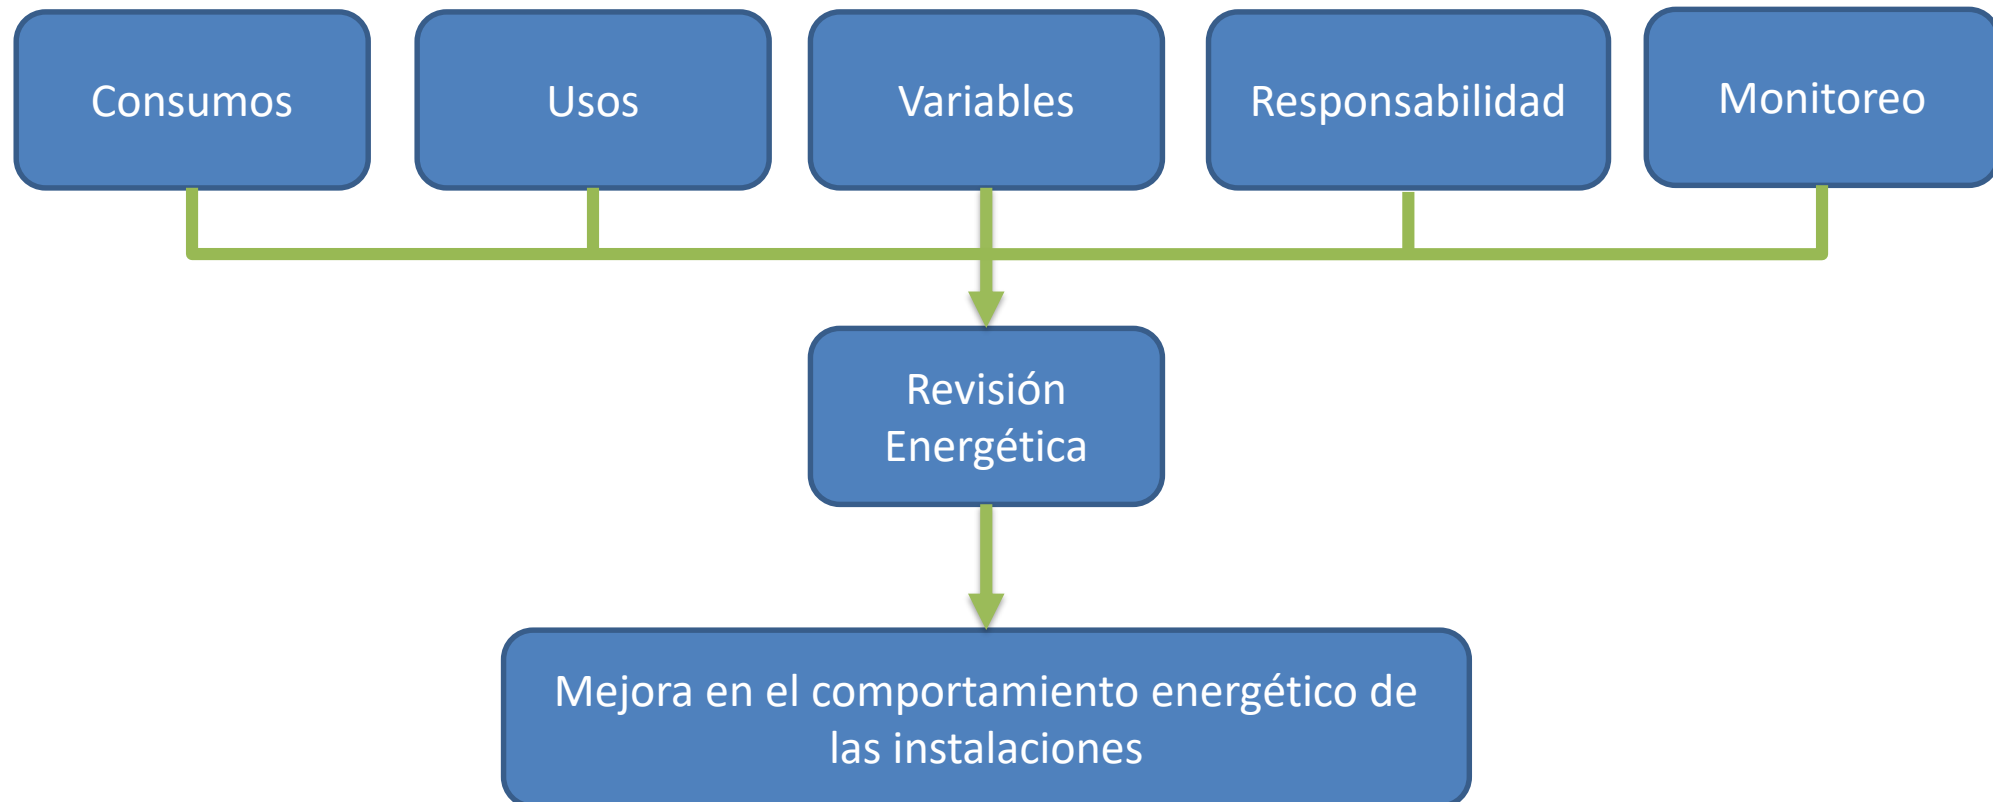 Consumos
Usos
Variables
Responsabilidad
Monitoreo
Revisión
Energética
Mejora en el comportamiento energético de
las instalaciones